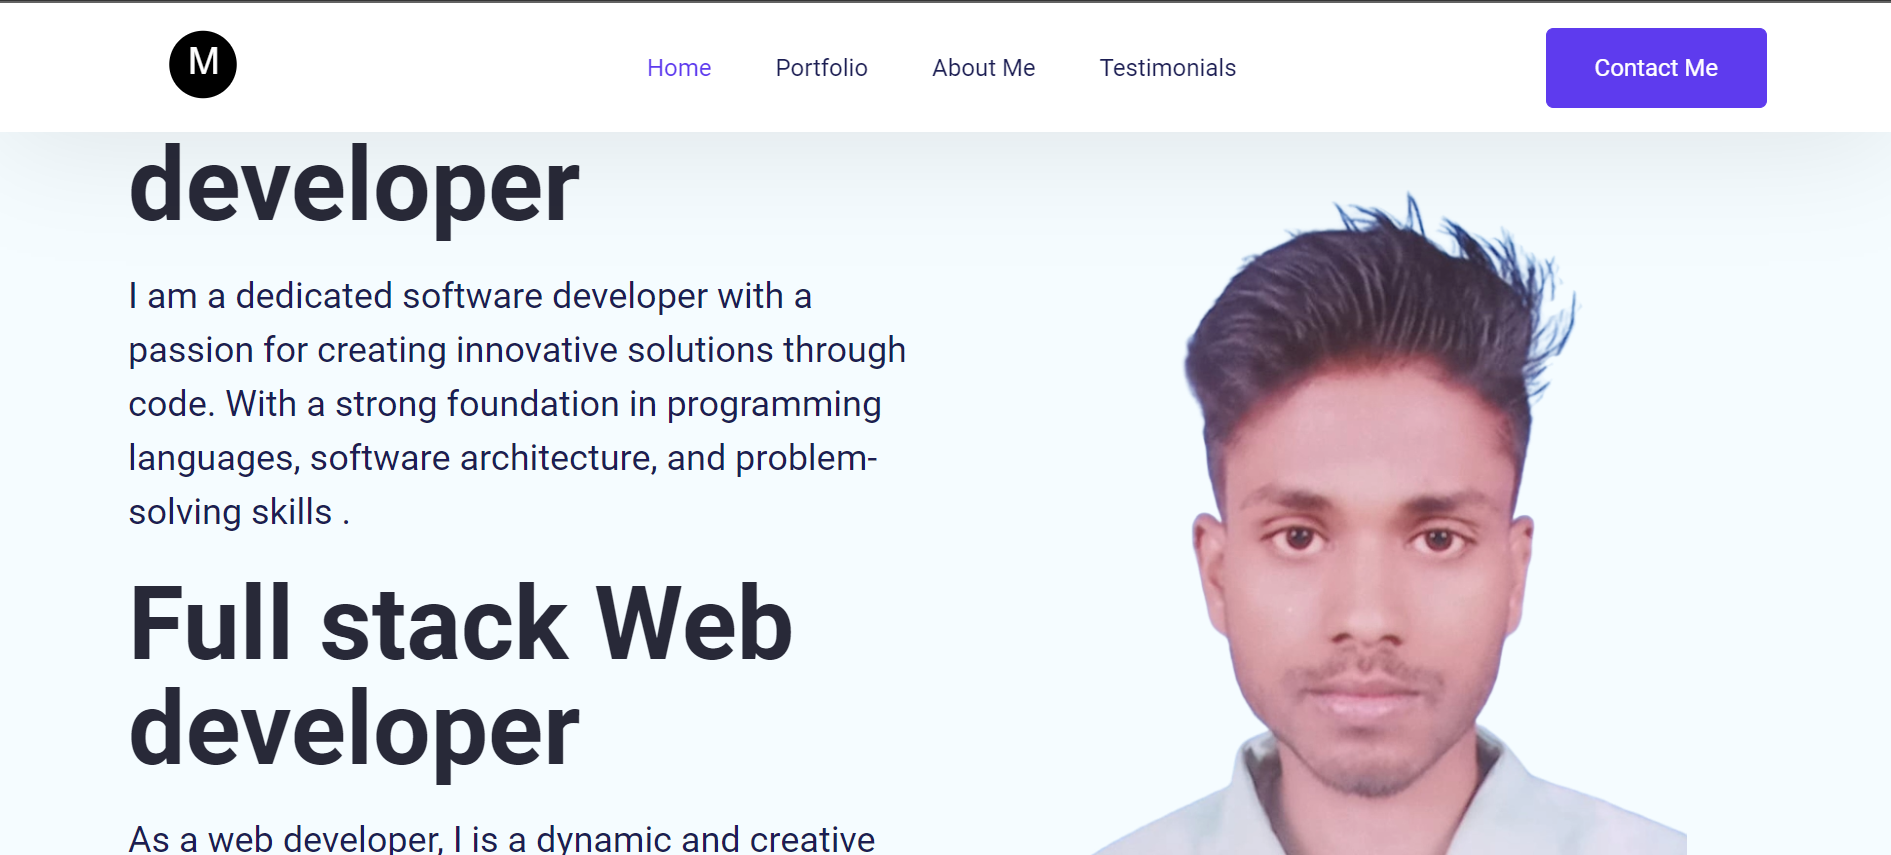 M
Home Portfolio About Me Testimonials Contact Me
developer
I am a dedicated software developer with a
passion for creating innovative solutions through
code. With a strong foundation in programming
languages, software architecture, and problem-
solving skills .
Full stack Web
developer
As a web developer, I is a dynamic and creative